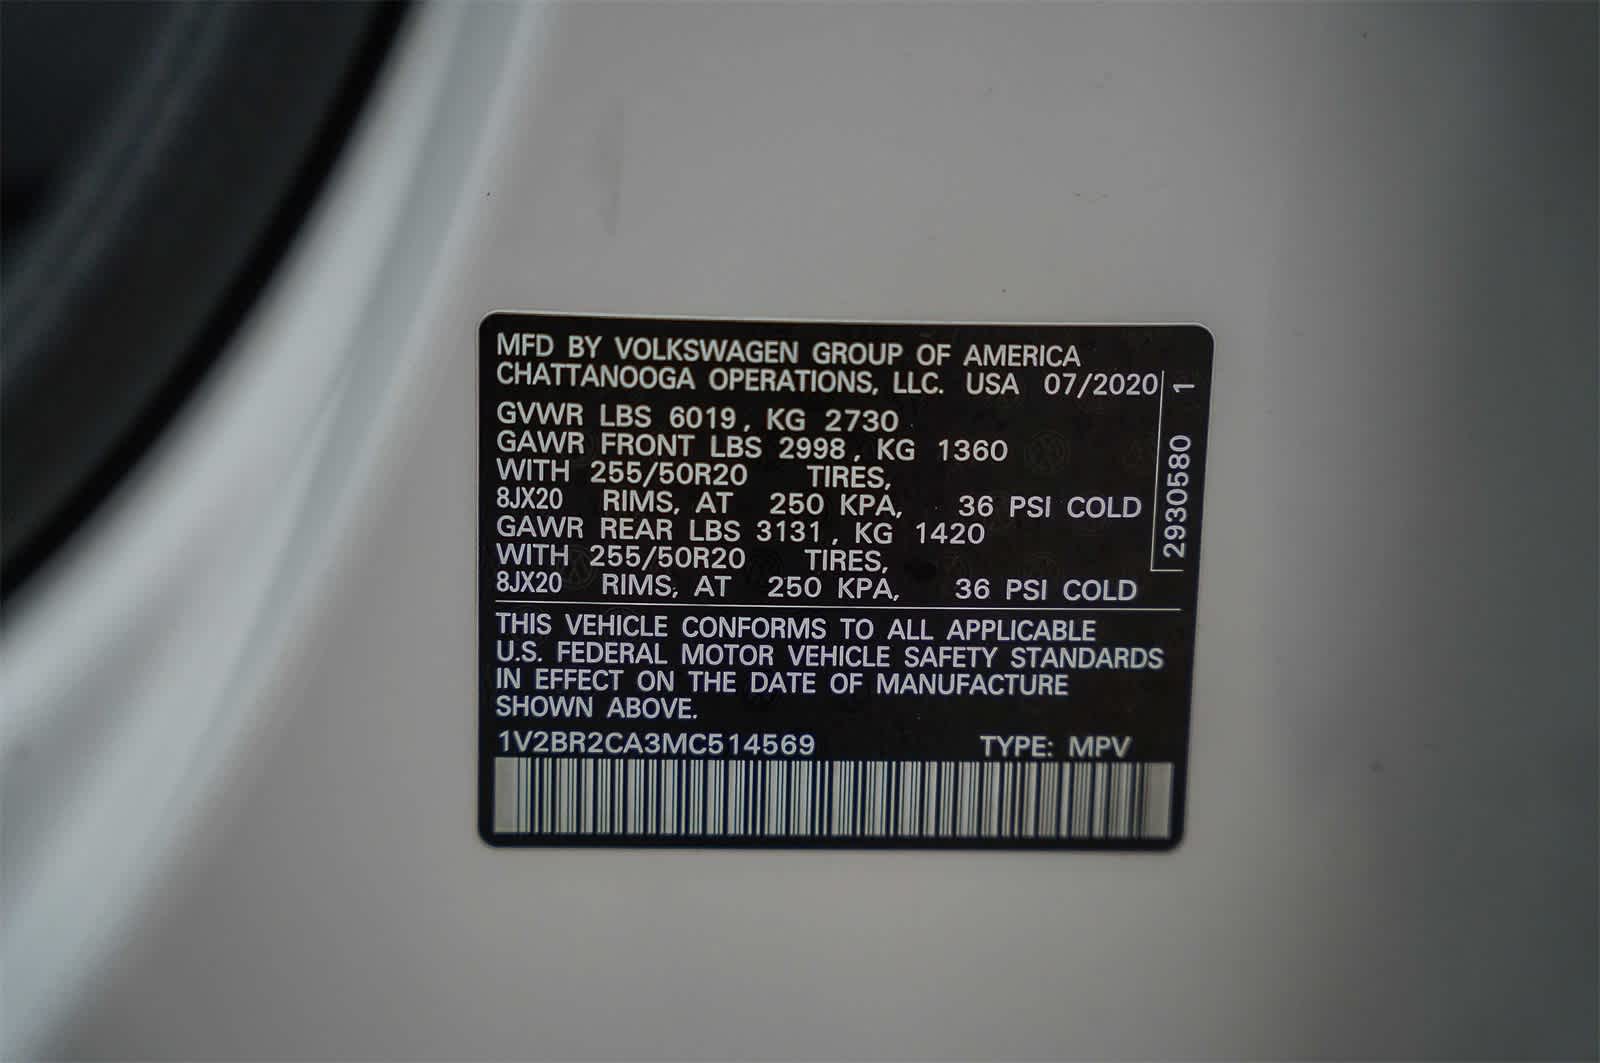 MFD BY VOLKSWAGEN GROUP OF AMERICA
CHATTANOOGA OPERATIONS, LLC. USA 07/2020
GVWR LBS 6019, KG 2730
GAWR FRONT LBS 2998, KG 1360
WITH 255/50R20 TIRES,
8JX20 RIMS, AT 250 KPA, 36 PSI COLD
GAWR REAR LBS 3131, KG 1420
WITH 255/50R20 TIRES,
8JX20 RIMS, AT 250 KPA, 36 PSI COLD
2930580 1
THIS VEHICLE CONFORMS TO ALL APPLICABLE
U.S. FEDERAL MOTOR VEHICLE SAFETY STANDARDS
IN EFFECT ON THE DATE OF MANUFACTURE
SHOWN ABOVE.
1V2BR2CA3MC514569 TYPE: MPV